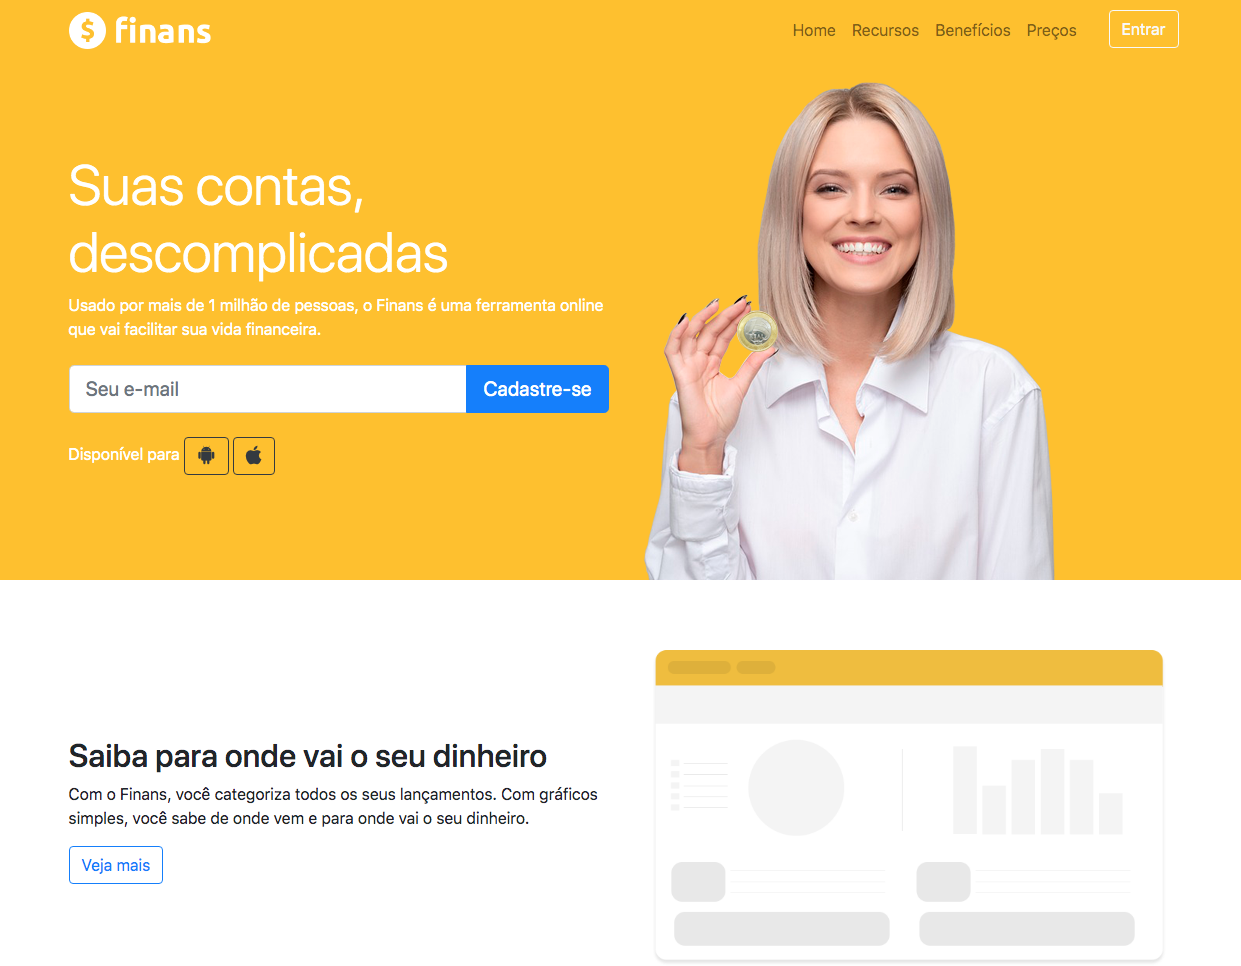 finans
Home Recursos Benefícios Preços Entrar
Suas contas,
descomplicadas
Usado por mais de 1 milhão de pessoas, o Finans é uma ferramenta online
que vai facilitar sua vida financeira.
Seu e-mail Cadastre-se
Disponível para
Saiba para onde vai o seu dinheiro
Com o Finans, você categoriza todos os seus lançamentos. Com gráficos
simples, você sabe de onde vem e para onde vai o seu dinheiro.
Veja mais